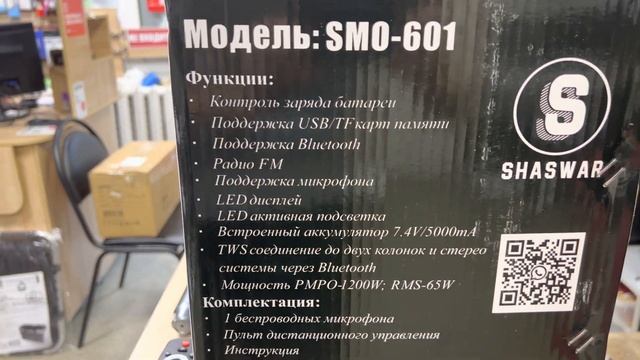 Модель: SMO-601
Функции:
· Контроль заряда батареи
· Поддержка USB/TF карт памяти
· Поддержка Bluetooth
· Радио FM
· Поддержка микрофона
· LED дисплей
· LED активная подсветка
· Встроенный аккумулятор 7.4V/5000mA
· TWS соединение до двух колонок и стерео
системы через Bluetooth
· Мощность PMPO-1200W; RMS-65W
Комплектация:
· 1 беспроводных микрофона
· Пульт дистанционного управления
· Инструкция
S
SHASWAR